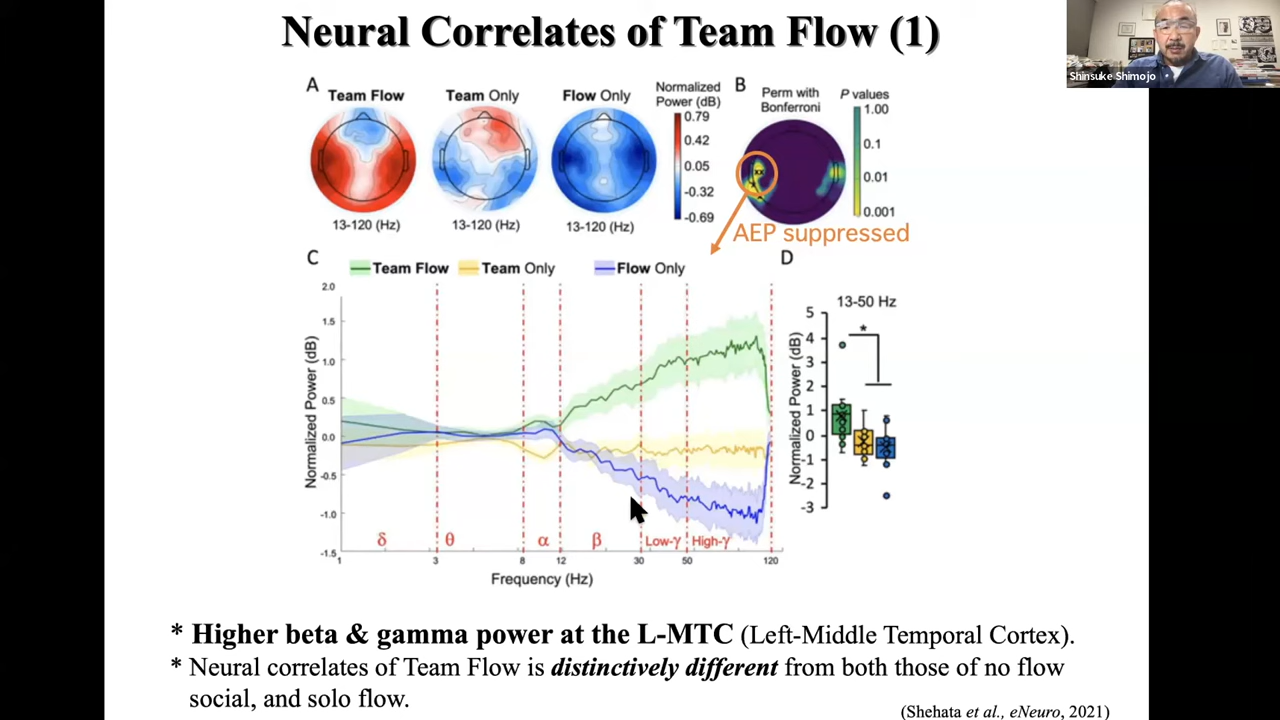 Neural Correlates of Team Flow (1)
Shinsuke Shimojo
A
Team Flow
Team Only
Flow Only
Normalized
Power (dB)
0.79
0.42
0.05
-0.32
-0.69
13-120 (Hz)
13-120 (Hz)
13-120 (Hz)
B
Perm with
Bonferroni
P values
1.00
0.1
0.01
0.001
xx
AEP suppressed
C
Team Flow
Team Only
Flow Only
Normalized Power (dB)
2.0
1.5
1.0
0.5
0.0
-0.5
-1.0
-1.5
δ
θ
α
β
Low-γ
High-γ
1
3
8
12
30
50
120
Frequency (Hz)
D
13-50 Hz
Normalized Power (dB)
5
4
3
2
1
0
-1
-2
-3
*
* Higher beta & gamma power at the L-MTC (Left-Middle Temporal Cortex).
* Neural correlates of Team Flow is distinctively different from both those of no flow
social, and solo flow.
(Shehata et al., eNeuro, 2021)